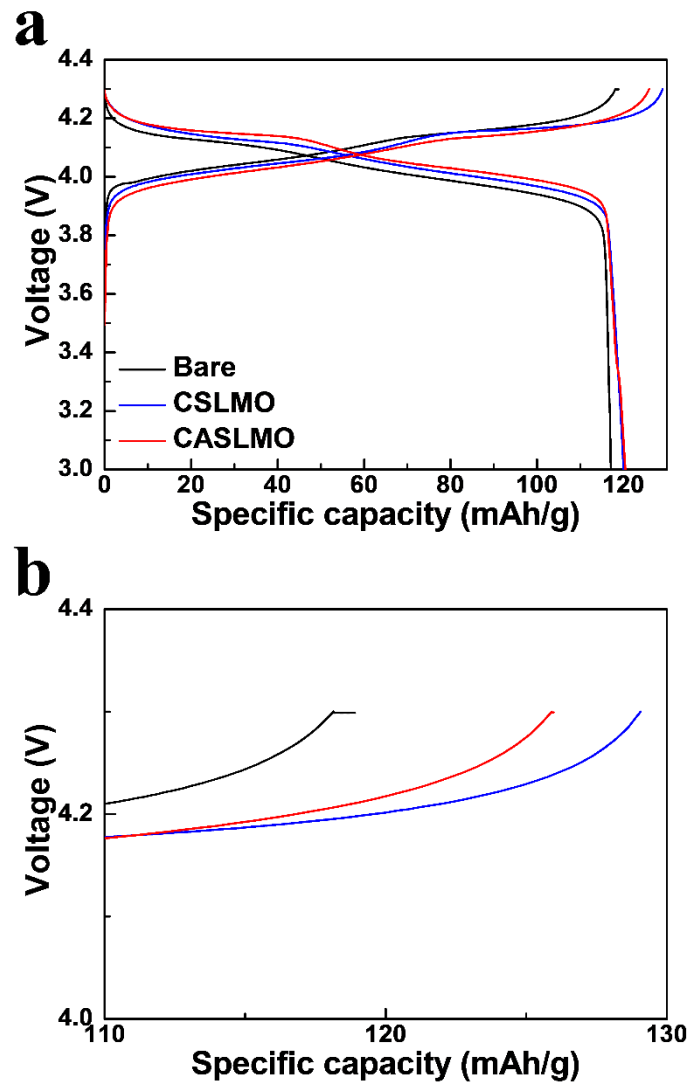 a
4.4
4.2
4.0
3.8
3.6
3.4
3.2
3.0
Voltage (V)
Bare
CSLMO
CASLMO
0 20 40 60 80 100 120
Specific capacity (mAh/g)
b
4.4
4.2
4.0
Voltage (V)
110 120 130
Specific capacity (mAh/g)